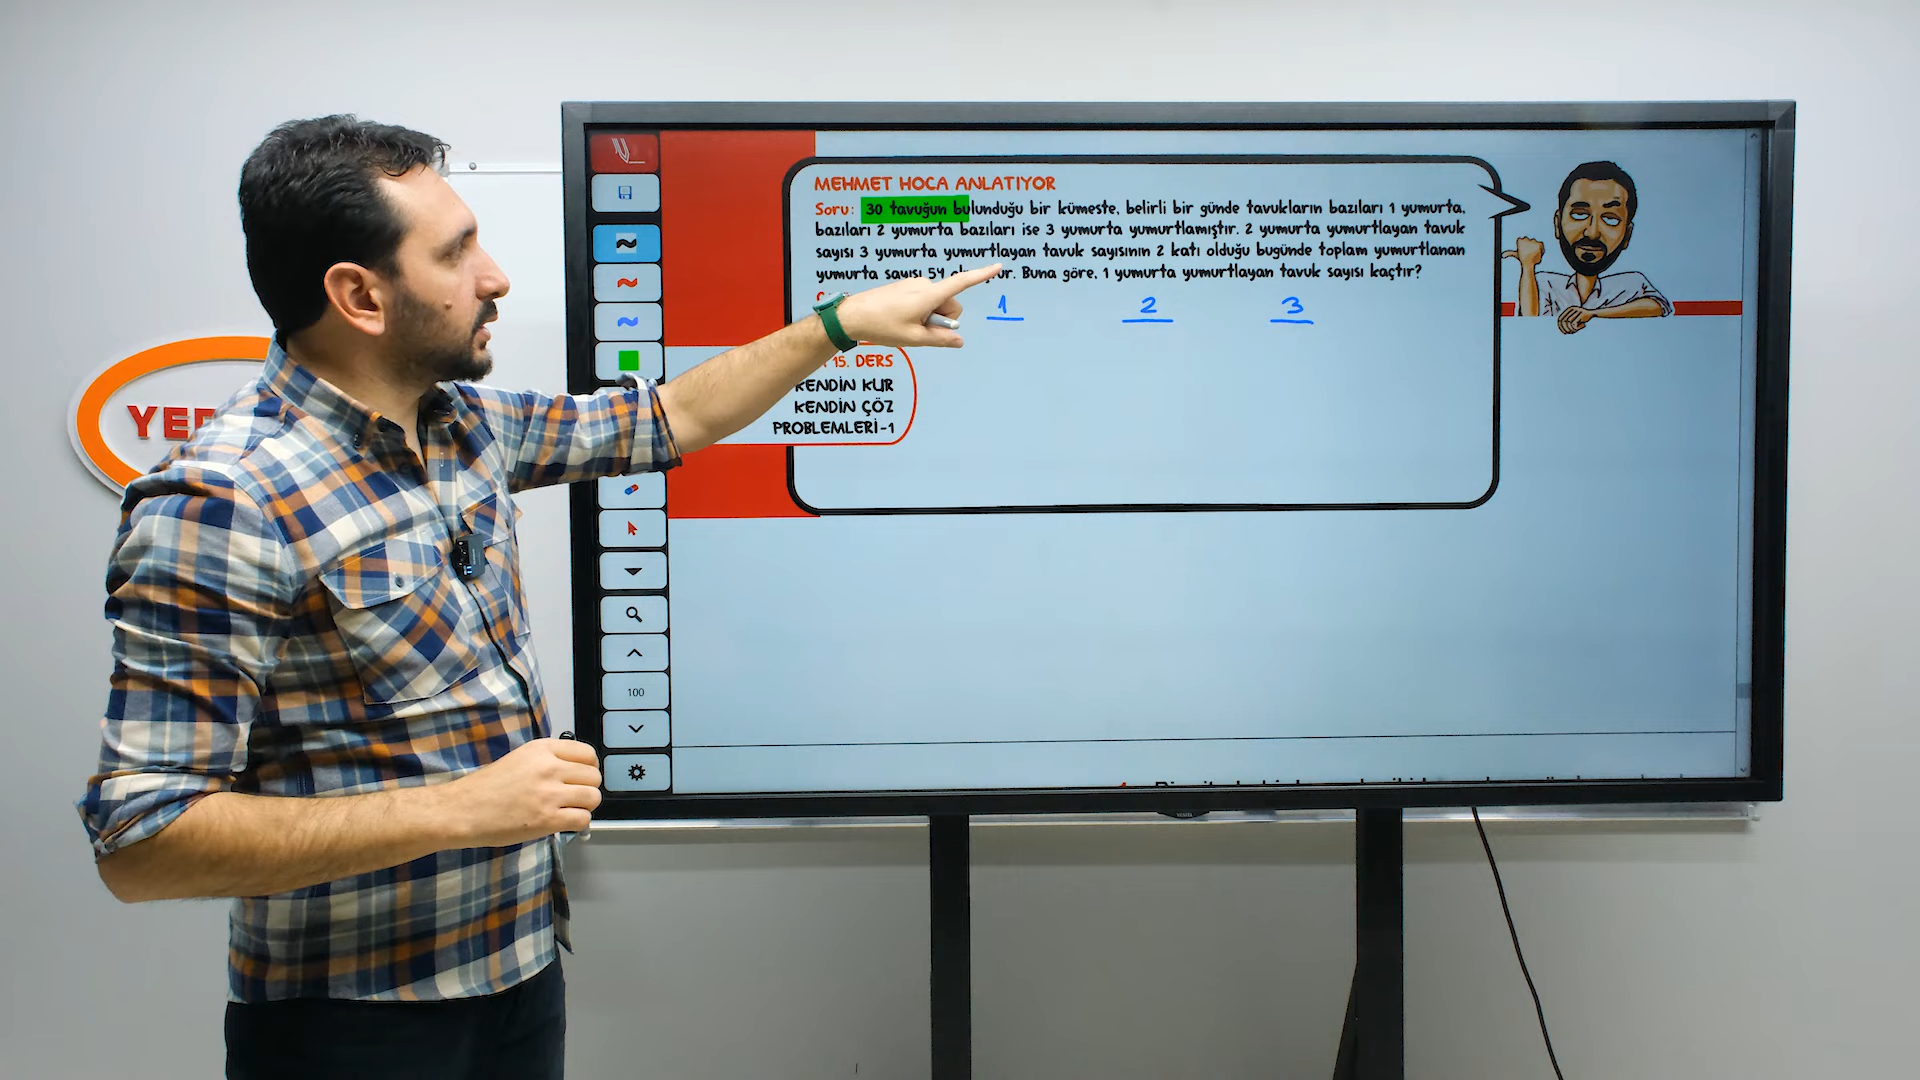 MEHMET HOCA ANLATIYOR
Soru: 30 tavuğun bulunduğu bir kümeste, belirli bir günde tavukların bazıları 1 yumurta,
bazıları 2 yumurta bazıları ise 3 yumurta yumurtlamıştır. 2 yumurta yumurtlayan tavuk
sayısı 3 yumurta yumurtlayan tavuk sayısının 2 katı olduğu bugünde toplam yumurtlanan
yumurta sayısı 54 Buna göre, 1 yumurta yumurtlayan tavuk sayısı kaçtır?
1 2 3
15. DERS
KENDİN KUR
KENDİN ÇÖZ
PROBLEMLERİ-1
100